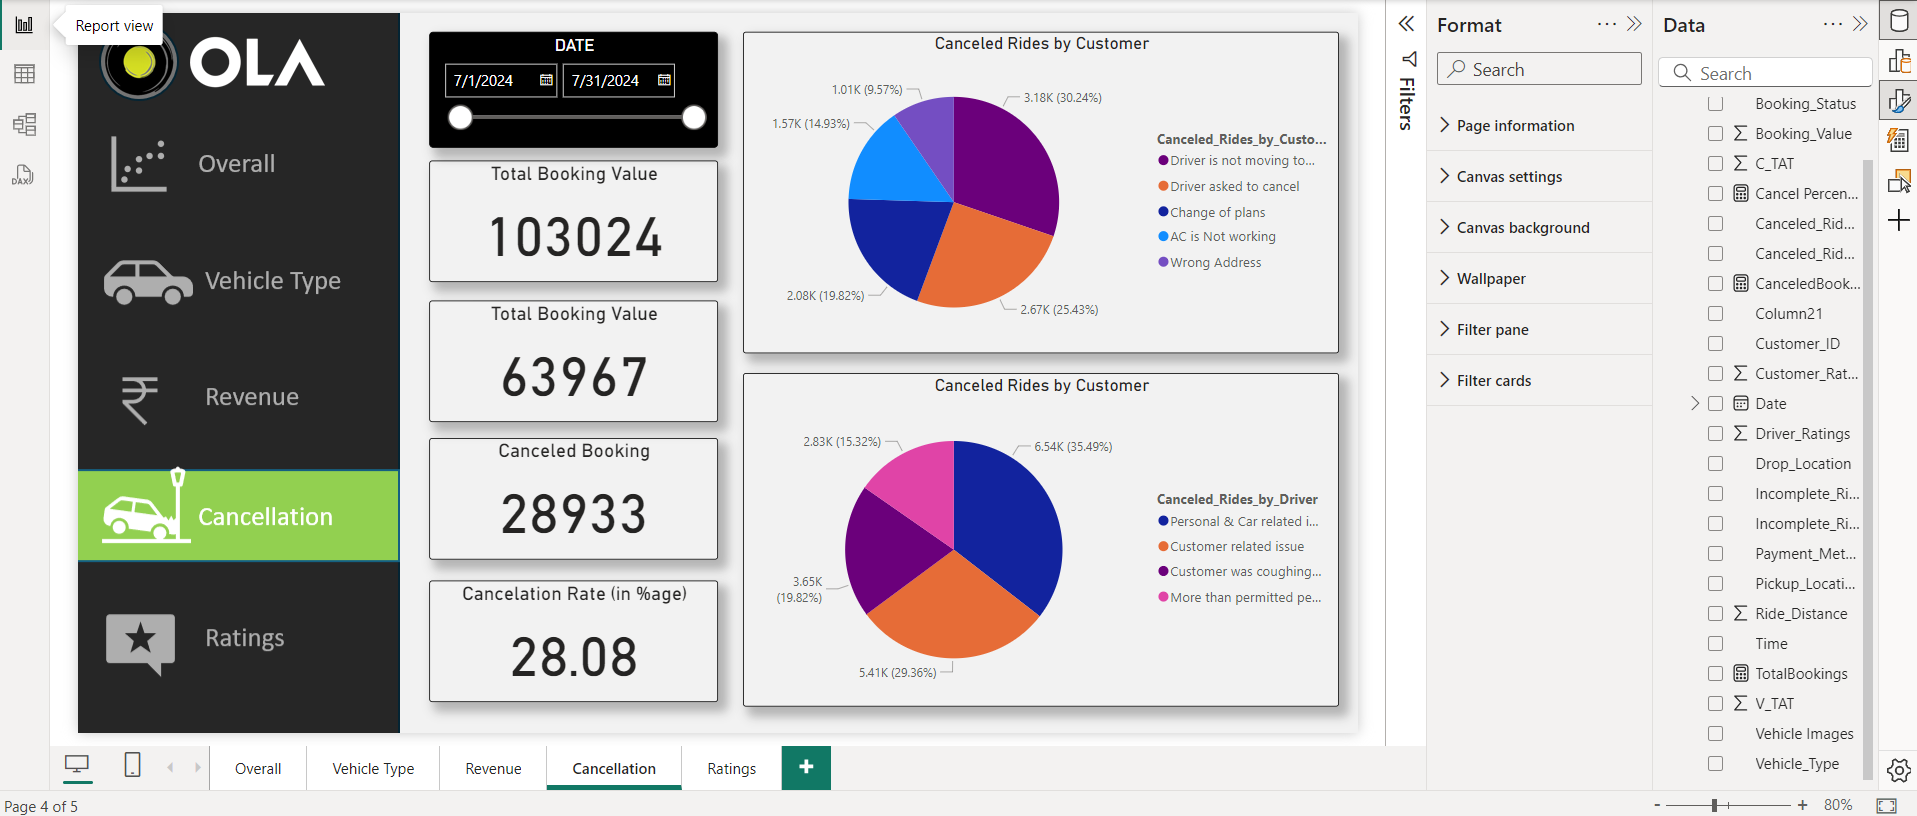 Report view
OLA
Overall
Vehicle Type
Revenue
Cancellation
Ratings
DATE
7/1/2024
7/31/2024
Total Booking Value
103024
Total Booking Value
63967
Canceled Booking
28933
Cancelation Rate (in %age)
28.08
Canceled Rides by Customer
1.01K (9.57%)
3.18K (30.24%)
1.57K (14.93%)
2.08K (19.82%)
2.67K (25.43%)
Canceled_Rides_by_Custo...
Driver is not moving to...
Driver asked to cancel
Change of plans
AC is Not working
Wrong Address
Canceled Rides by Customer
2.83K (15.32%)
6.54K (35.49%)
3.65K
(19.82%)
5.41K (29.36%)
Canceled_Rides_by_Driver
Personal & Car related i...
Customer related issue
Customer was coughing...
More than permitted pe...
Filters
Format
Search
Page information
Canvas settings
Canvas background
Wallpaper
Filter pane
Filter cards
Data
Search
Booking_Status
Booking_Value
C_TAT
Cancel Percen...
Canceled_Rid...
Canceled_Rid...
CanceledBook...
Column21
Customer_ID
Customer_Rat...
Date
Driver_Ratings
Drop_Location
Incomplete_Ri...
Incomplete_Ri...
Payment_Met...
Pickup_Locati...
Ride_Distance
Time
TotalBookings
V_TAT
Vehicle Images
Vehicle_Type
DAX
Overall
Vehicle Type
Revenue
Cancellation
Ratings
Page 4 of 5
80%